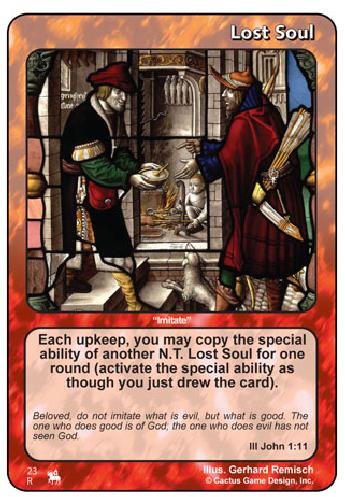 Lost Soul
"Imitate"
Each upkeep, you may copy the special
ability of another N.T. Lost Soul for one
round (activate the special ability as
though you just drew the card).
Beloved, do not imitate what is evil, but what is good. The
one who does good is of God; the one who does evil has not
seen God.
III John 1:11
23
R
Illus. Gerhard Remisch
© Cactus Game Design, Inc.